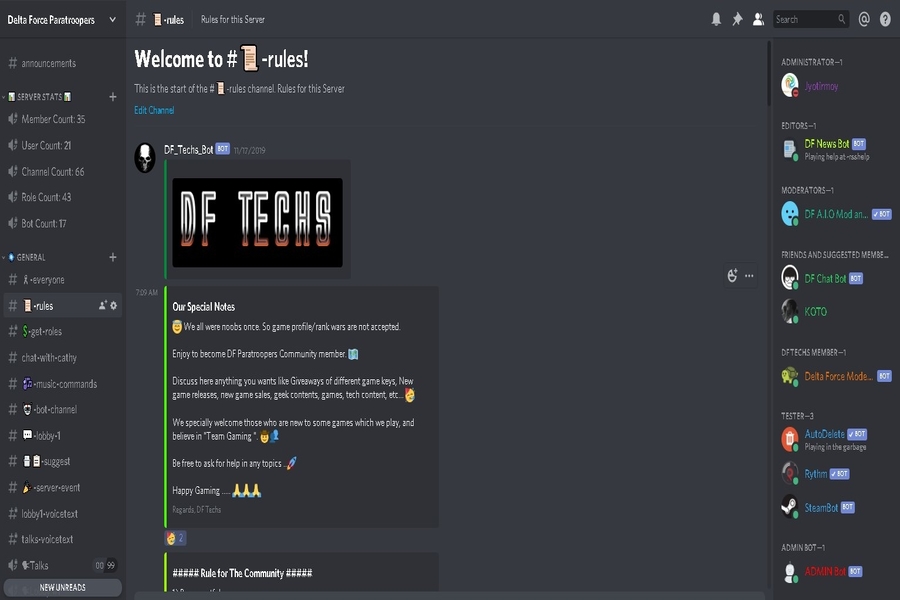 Delta Force Paratroopers
# announcements
SERVER STATS
Member Count: 35
User Count: 21
Channel Count: 66
Role Count: 43
Bot Count: 17
GENERAL
# -everyone
# -rules
# $-get-roles
# chat-with-cathy
# -music-commands
# -bot-channel
# -lobby-1
# -suggest
# -server-event
# lobby1-voicetext
# talks-voicetext
Talks 00 99
NEW UNREADS
# -rules Rules for this Server
Search
Welcome to # -rules!
This is the start of the # -rules channel. Rules for this Server
Edit Channel
DF_Techs_Bot BOT 11/17/2019
DF TECHS
7:09 AM
Our Special Notes
We all were noobs once. So game profile/rank wars are not accepted.
Enjoy to become DF Paratroopers Community member.
Discuss here anything you wants like Giveaways of different game keys, New
game releases, new game sales, geek contents, games, tech content, etc...
We specially welcome those who are new to some games which we play, and
believe in "Team Gaming ".
Be free to ask for help in any topics ..
Happy Gaming ....
Regards, DF Techs
2
##### Rule for The Community #####
ADMINISTRATOR—1
Jyotirmoy
EDITORS—1
DF News Bot BOT
Playing help at -rsshelp
MODERATORS—1
DF A.I.O Mod an... BOT
FRIENDS AND SUGGESTED MEMBE...
DF Chat Bot BOT
KOTO
DF TECHS MEMBER—1
Delta Force Mode... BOT
TESTER—3
AutoDelete BOT
Playing in the garbage
Rythm BOT
SteamBot BOT
ADMIN BOT—1
ADMIN Bot BOT